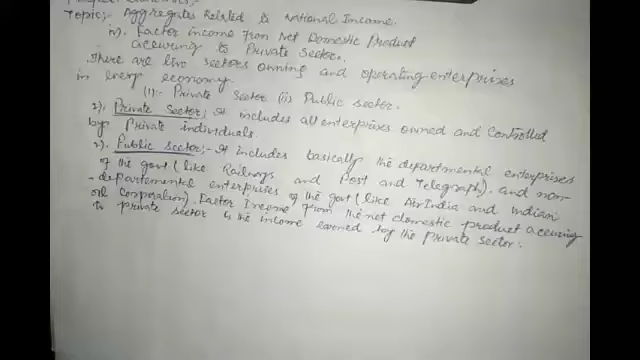 Topic:- Aggregates Related to National Income.
iv). Factor income from Net Domestic Product
accruing to Private Sector.
There are two sectors owning and operating enterprises
in every economy.
(i):- Private Sector (ii) Public sector.
1). Private Sector:- It includes all enterprises owned and controlled
by Private individuals.
2). Public sector:- It includes basically the departmental enterprises
of the govt (like Railways and Post and Telegraph). and non
-departemental enterprises of the govt (like Air India and Indian
oil Corporation). Factor Income from the net domestic product accruing
to private sector is the income earned by the Private sector.